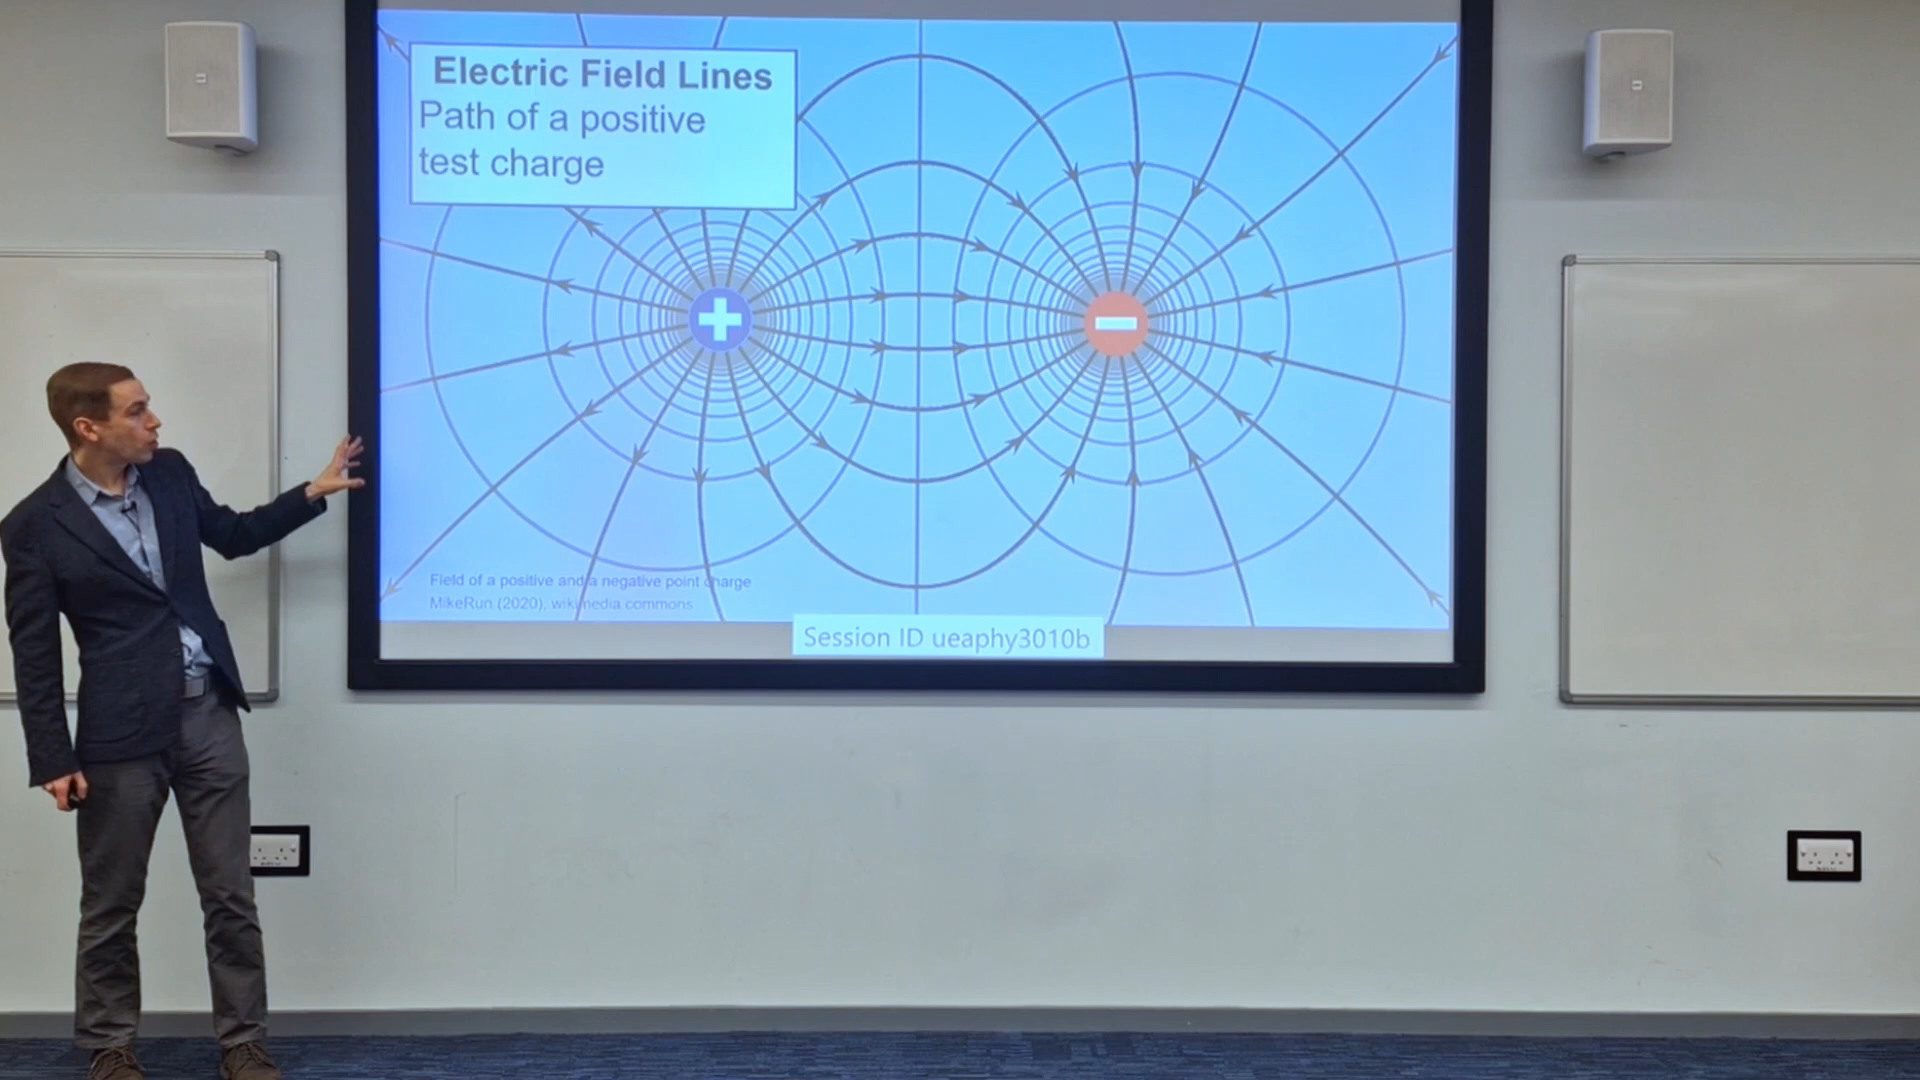 Electric Field Lines
Path of a positive
test charge
Field of a positive and a negative point charge
MikeRun (2020), wikimedia commons
Session ID ueaphy3010b